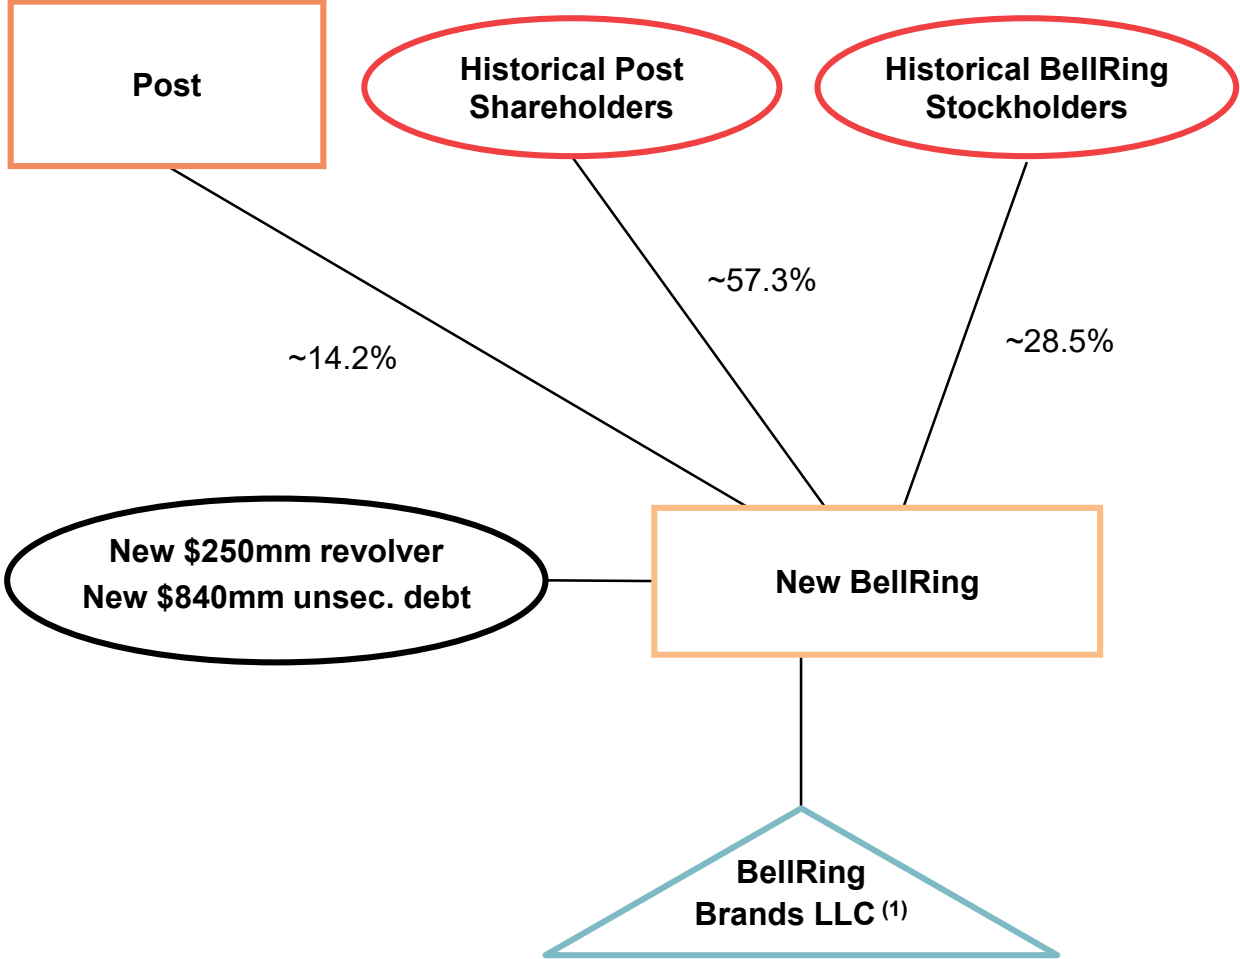 Post
Historical Post
Shareholders
Historical BellRing
Stockholders
~57.3%
~28.5%
~14.2%
New $250mm revolver
New $840mm unsec. debt
New BellRing
BellRing
Brands LLC (1)